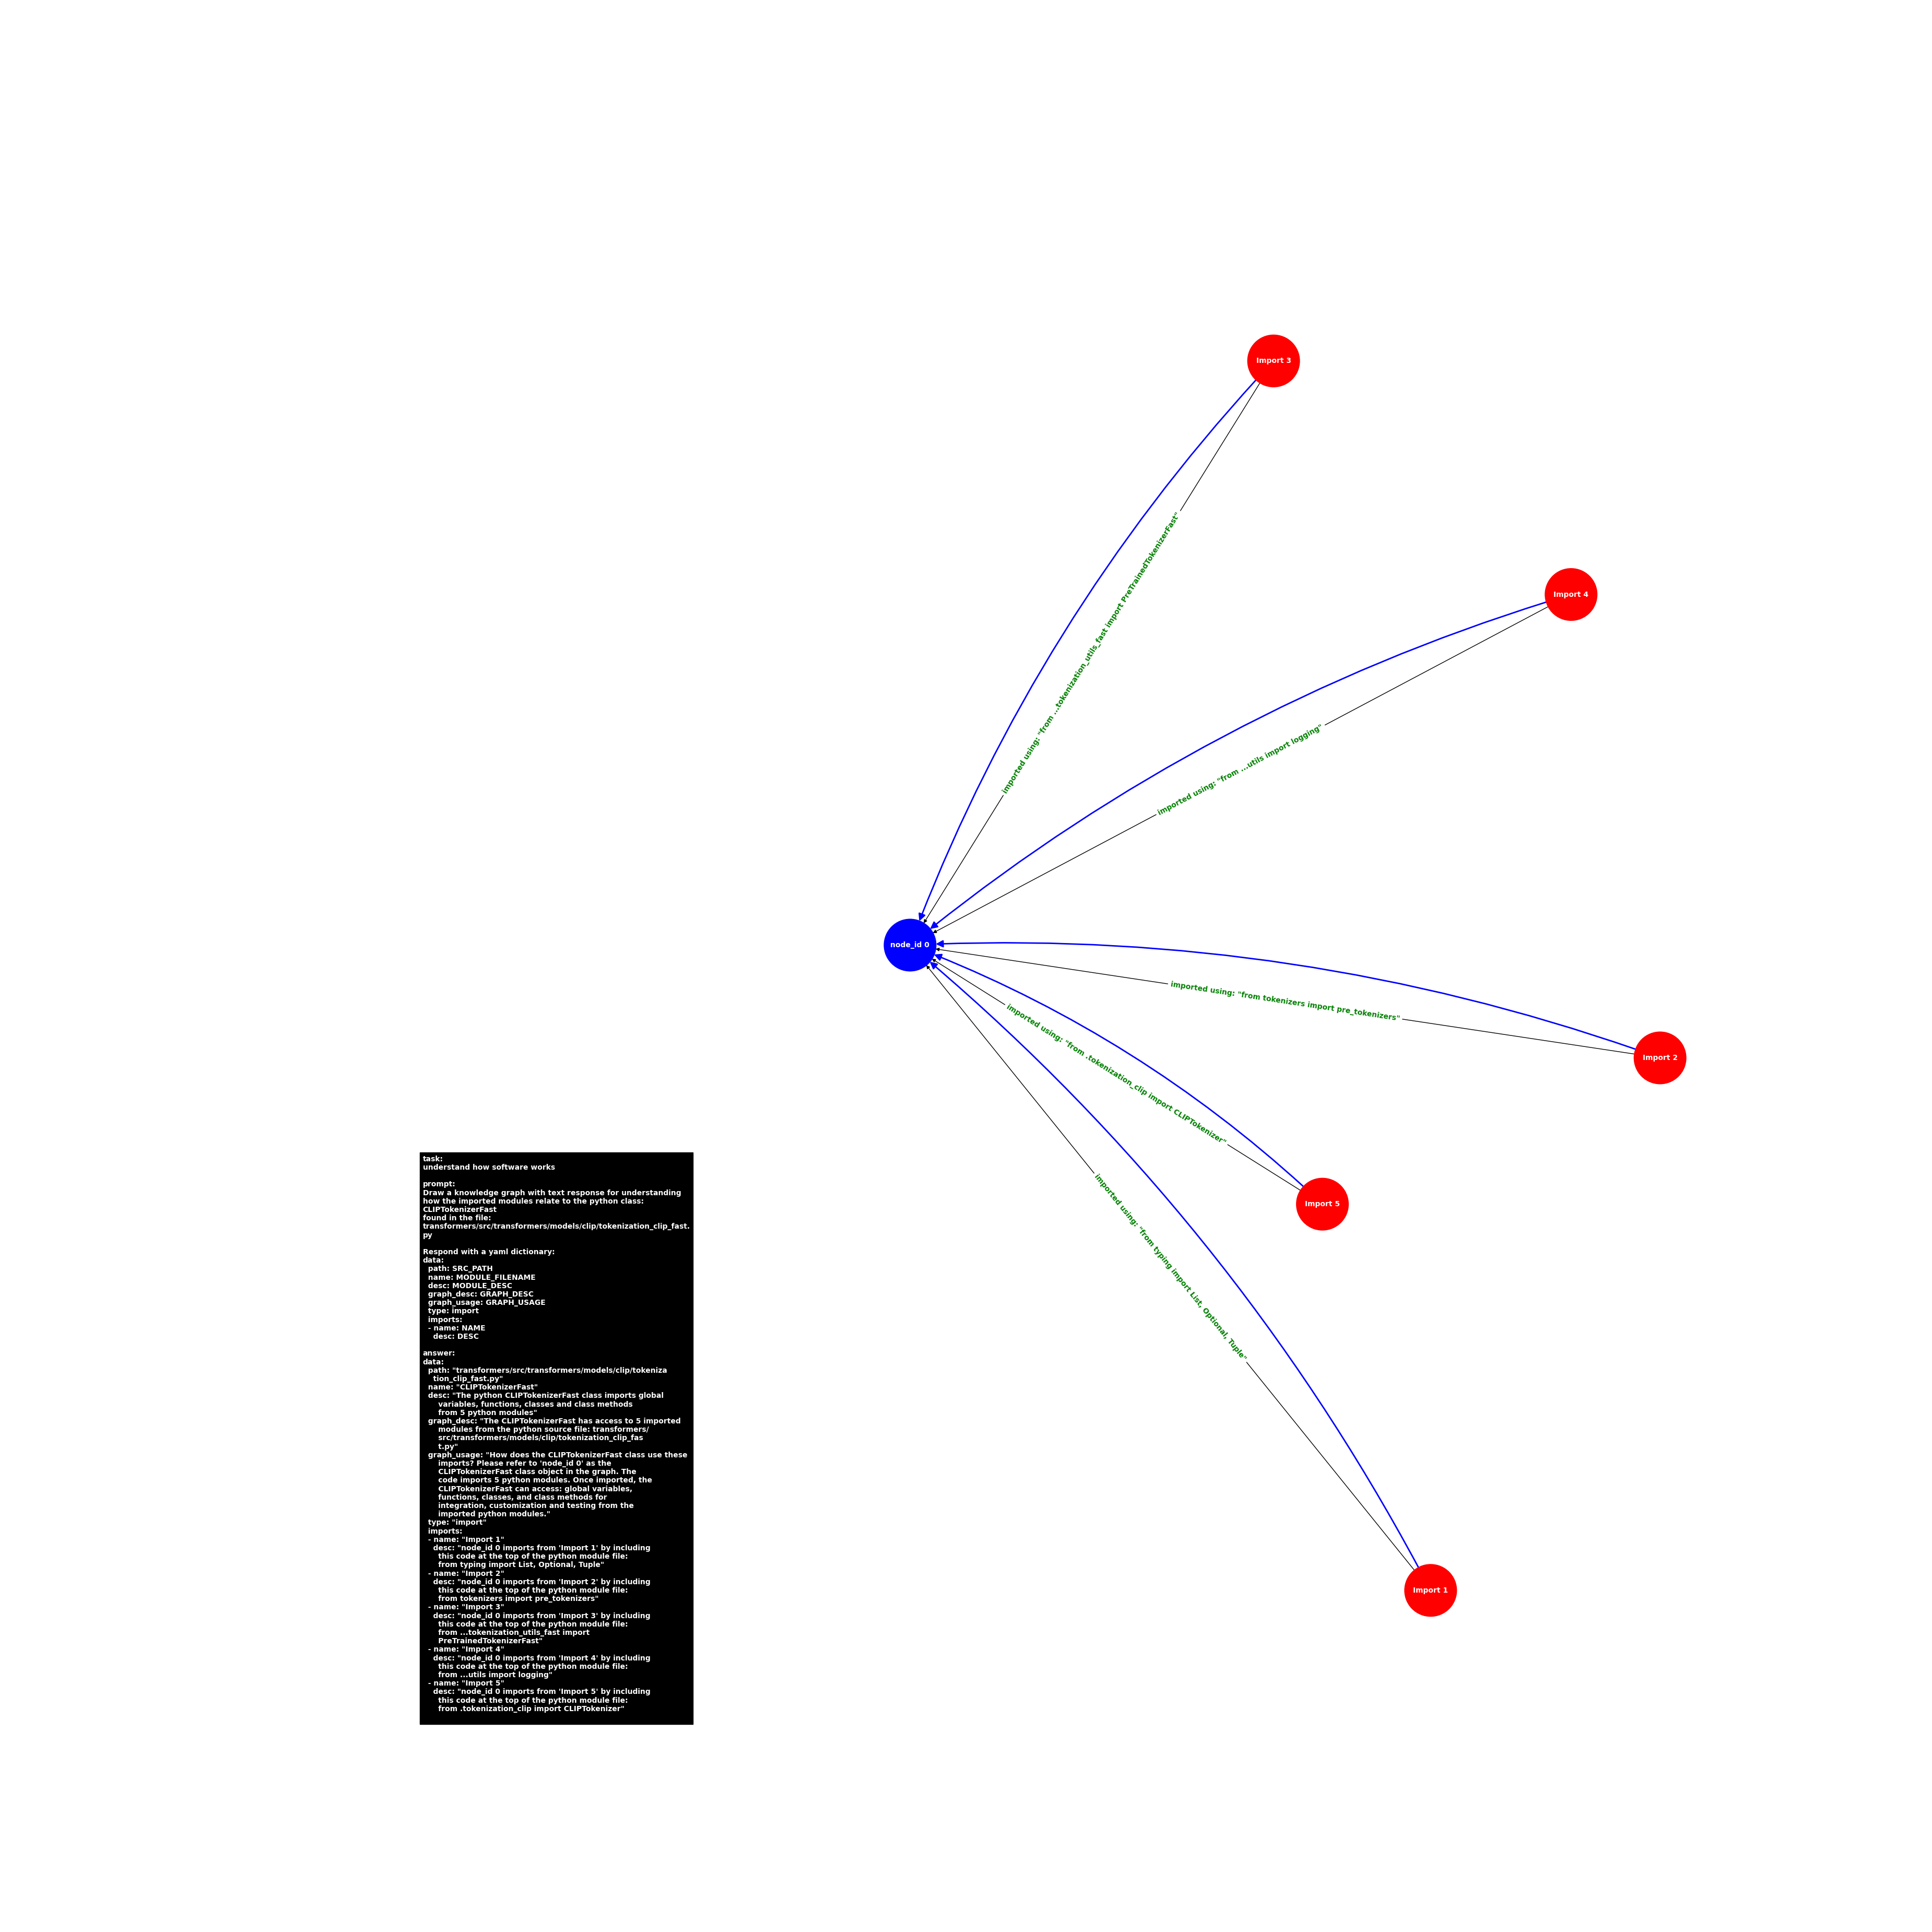 Import 3
Import 4
imported using: "from ...tokenization_utils_fast import PreTrainedTokenizerFast"
imported using: "from ...utils import logging"
node_id 0
imported using: "from tokenizers import pre_tokenizers"
Import 2
imported using: "from .tokenization_clip import CLIPTokenizer"
Import 5
imported using: "from typing import List, Optional, Tuple"
Import 1
task:
understand how software works
prompt:
Draw a knowledge graph with text response for understanding
how the imported modules relate to the python class:
CLIPTokenizerFast
found in the file:
transformers/src/transformers/models/clip/tokenization_clip_fast.
py
Respond with a yaml dictionary:
data:
path: SRC_PATH
name: MODULE_FILENAME
desc: MODULE_DESC
graph_desc: GRAPH_DESC
graph_usage: GRAPH_USAGE
type: import
imports:
- name: NAME
desc: DESC
answer:
data:
path: "transformers/src/transformers/models/clip/tokeniza
tion_clip_fast.py"
name: "CLIPTokenizerFast"
desc: "The python CLIPTokenizerFast class imports global
variables, functions, classes and class methods
from 5 python modules"
graph_desc: "The CLIPTokenizerFast has access to 5 imported
modules from the python source file: transformers/
src/transformers/models/clip/tokenization_clip_fas
t.py"
graph_usage: "How does the CLIPTokenizerFast class use these
imports? Please refer to 'node_id 0' as the
CLIPTokenizerFast class object in the graph. The
code imports 5 python modules. Once imported, the
CLIPTokenizerFast can access: global variables,
functions, classes, and class methods for
integration, customization and testing from the
imported python modules."
type: "import"
imports:
- name: "Import 1"
desc: "node_id 0 imports from 'Import 1' by including
this code at the top of the python module file:
from typing import List, Optional, Tuple"
- name: "Import 2"
desc: "node_id 0 imports from 'Import 2' by including
this code at the top of the python module file:
from tokenizers import pre_tokenizers"
- name: "Import 3"
desc: "node_id 0 imports from 'Import 3' by including
this code at the top of the python module file:
from ...tokenization_utils_fast import
PreTrainedTokenizerFast"
- name: "Import 4"
desc: "node_id 0 imports from 'Import 4' by including
this code at the top of the python module file:
from ...utils import logging"
- name: "Import 5"
desc: "node_id 0 imports from 'Import 5' by including
this code at the top of the python module file:
from .tokenization_clip import CLIPTokenizer"